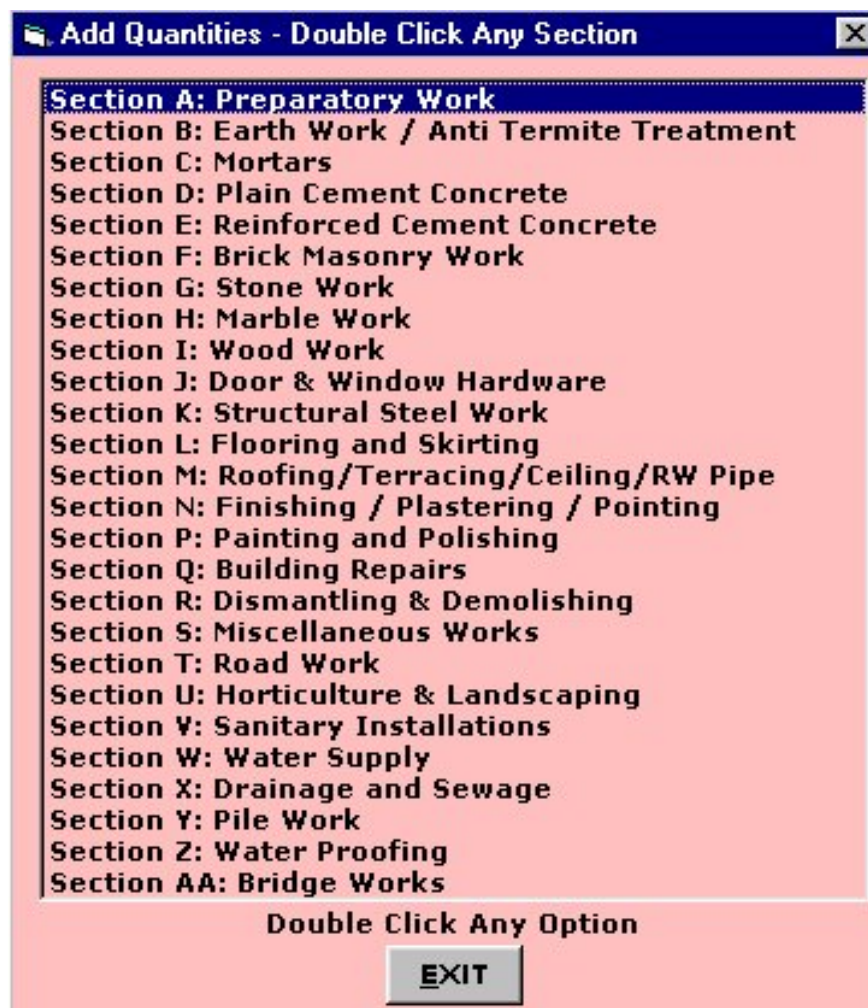 Add Quantities - Double Click Any Section
Section A: Preparatory Work
Section B: Earth Work / Anti Termite Treatment
Section C: Mortars
Section D: Plain Cement Concrete
Section E: Reinforced Cement Concrete
Section F: Brick Masonry Work
Section G: Stone Work
Section H: Marble Work
Section I: Wood Work
Section J: Door & Window Hardware
Section K: Structural Steel Work
Section L: Flooring and Skirting
Section M: Roofing/Terracing/Ceiling/RW Pipe
Section N: Finishing / Plastering / Pointing
Section P: Painting and Polishing
Section Q: Building Repairs
Section R: Dismantling & Demolishing
Section S: Miscellaneous Works
Section T: Road Work
Section U: Horticulture & Landscaping
Section V: Sanitary Installations
Section W: Water Supply
Section X: Drainage and Sewage
Section Y: Pile Work
Section Z: Water Proofing
Section AA: Bridge Works
Double Click Any Option
EXIT